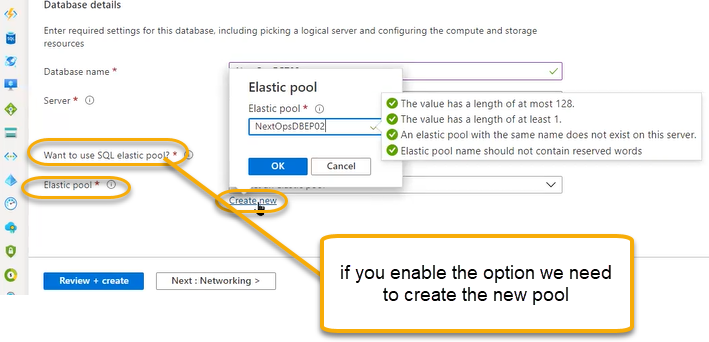 Database details
Enter required settings for this database, including picking a logical server and configuring the compute and storage
resources
Database name *
Server *
Elastic pool
Elastic pool *
NextOpsDBEP02
OK
Cancel
The value has a length of at most 128.
The value has a length of at least 1.
An elastic pool with the same name does not exist on this server.
Elastic pool name should not contain reserved words
Want to use SQL elastic pool? *
Elastic pool *
Create new
if you enable the option we need
to create the new pool
Review + create
Next : Networking >